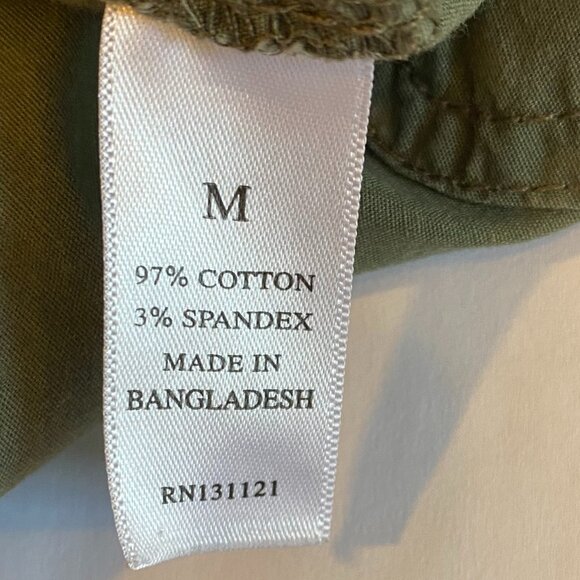 M
97% COTTON
3% SPANDEX
MADE IN
BANGLADESH
RN131121